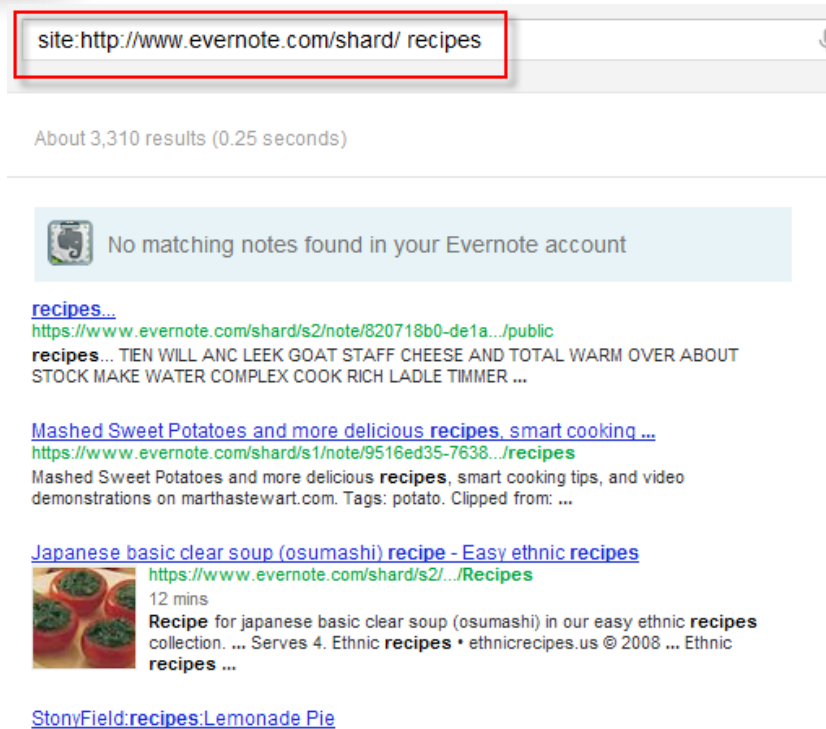 site:http://www.evernote.com/shard/ recipes
About 3,310 results (0.25 seconds)
No matching notes found in your Evernote account
recipes...
https://www.evernote.com/shard/s2/note/820718b0-de1a.../public
recipes... TIEN WILL ANC LEEK GOAT STAFF CHEESE AND TOTAL WARM OVER ABOUT
STOCK MAKE WATER COMPLEX COOK RICH LADLE TIMMER ...
Mashed Sweet Potatoes and more delicious recipes, smart cooking ...
https://www.evernote.com/shard/s1/note/9516ed35-7638.../recipes
Mashed Sweet Potatoes and more delicious recipes, smart cooking tips, and video
demonstrations on marthastewart.com. Tags: potato. Clipped from: ...
Japanese basic clear soup (osumashi) recipe - Easy ethnic recipes
https://www.evernote.com/shard/s2/.../Recipes
12 mins
Recipe for japanese basic clear soup (osumashi) in our easy ethnic recipes
collection. ... Serves 4. Ethnic recipes • ethnicrecipes.us © 2008 ... Ethnic
recipes ...
StonyField:recipes:Lemonade Pie